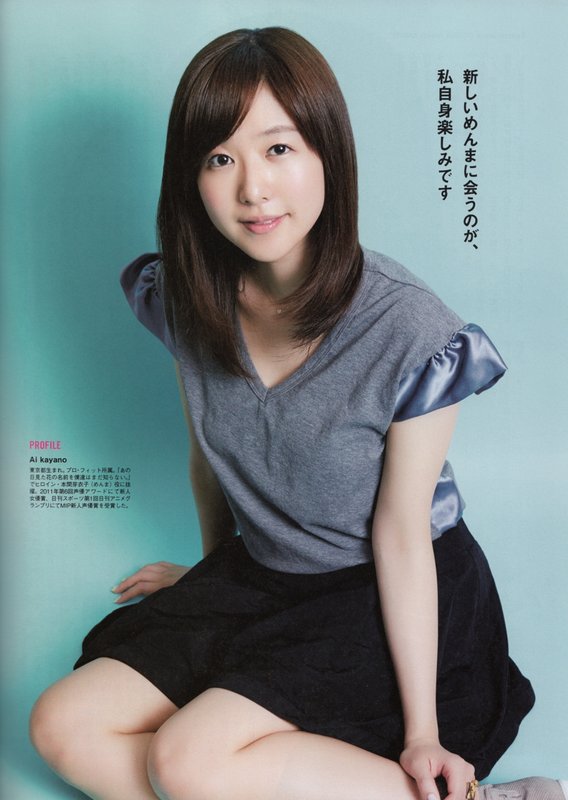 新しいめんまに会うのが、
私自身楽しみです
PROFILE
Ai kayano
東京都生まれ。プロ・フィット所属。『あの
日見た花の名前を僕達はまだ知らない。』
でヒロイン・本間芽衣子（めんま）役に抜
擢。2011年第6回声優アワードにて新人
女優賞、日刊スポーツ第1回日刊アニメグ
ランプリにてMIP新人声優賞を受賞した。